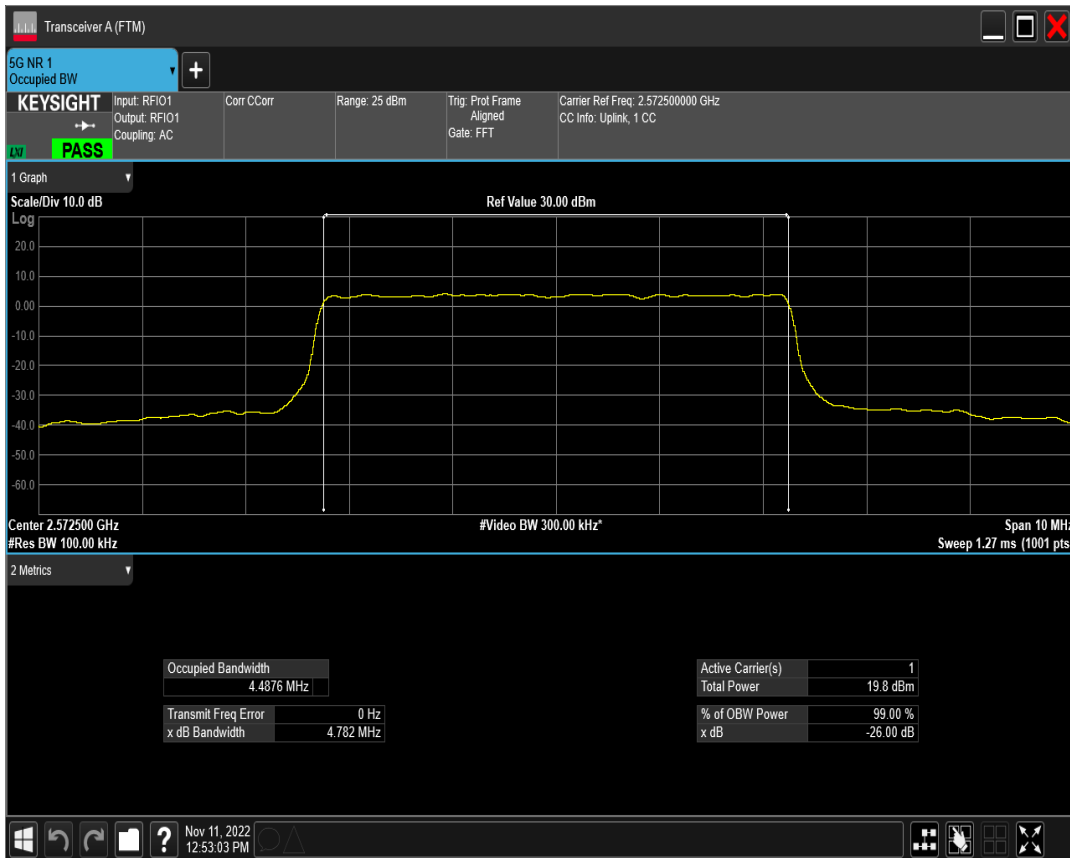 Transceiver A (FTM)
5G NR 1
Occupied BW
+
KEYSIGHT
LXI
PASS
Input: RFIO1
Output: RFIO1
Coupling: AC
Corr CCorr
Range: 25 dBm
Trig: Prot Frame
Aligned
Gate: FFT
Carrier Ref Freq: 2.572500000 GHz
CC Info: Uplink, 1 CC
1 Graph
Scale/Div 10.0 dB
Ref Value 30.00 dBm
Log
20.0
10.0
0.00
-10.0
-20.0
-30.0
-40.0
-50.0
-60.0
Center 2.572500 GHz
#Video BW 300.00 kHz*
Span 10 MHz
#Res BW 100.00 kHz
Sweep 1.27 ms (1001 pts
2 Metrics
Occupied Bandwidth
4.4876 MHz
Transmit Freq Error 0 Hz
x dB Bandwidth 4.782 MHz
Active Carrier(s) 1
Total Power 19.8 dBm
% of OBW Power 99.00 %
x dB -26.00 dB
?
Nov 11, 2022
12:53:03 PM